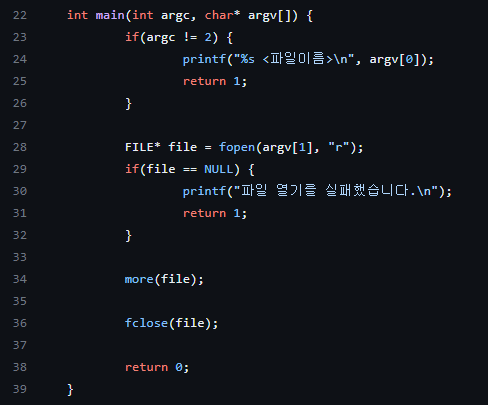 22 int main(int argc, char* argv[]) {
23 if(argc != 2) {
24 printf("%s <파일이름>\n", argv[0]);
25 return 1;
26 }
27
28 FILE* file = fopen(argv[1], "r");
29 if(file == NULL) {
30 printf("파일 열기를 실패했습니다.\n");
31 return 1;
32 }
33
34 more(file);
35
36 fclose(file);
37
38 return 0;
39 }